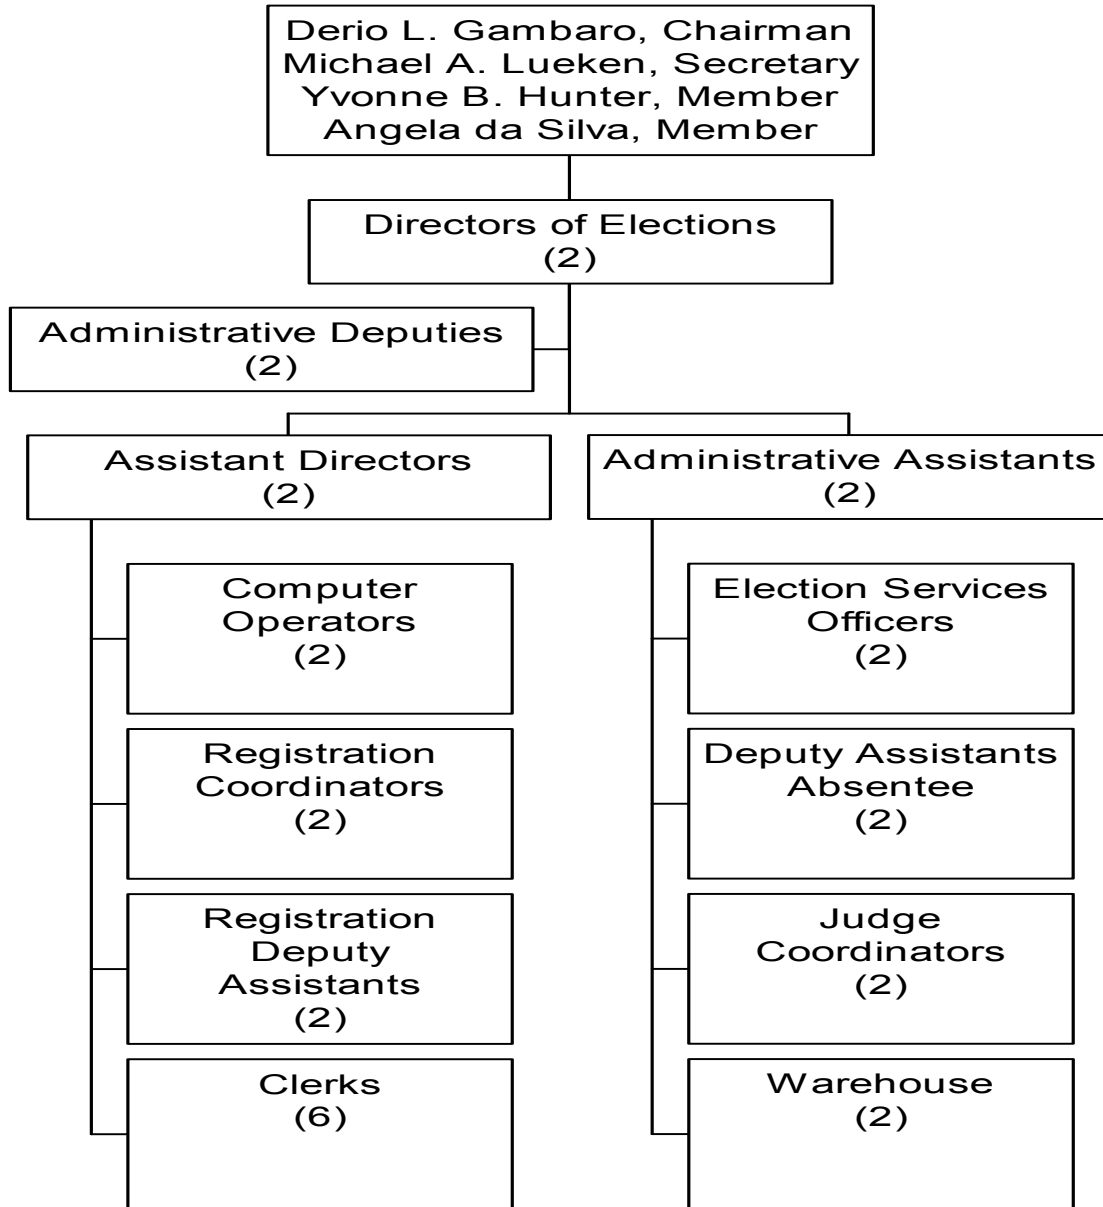 Derio L. Gambaro, Chairman
Michael A. Lueken, Secretary
Yvonne B. Hunter, Member
Angela da Silva, Member
Directors of Elections
(2)
Administrative Deputies
(2)
Assistant Directors
(2)
Administrative Assistants
(2)
Computer
Operators
(2)
Registration
Coordinators
(2)
Registration
Deputy
Assistants
(2)
Clerks
(6)
Election Services
Officers
(2)
Deputy Assistants
Absentee
(2)
Judge
Coordinators
(2)
Warehouse
(2)